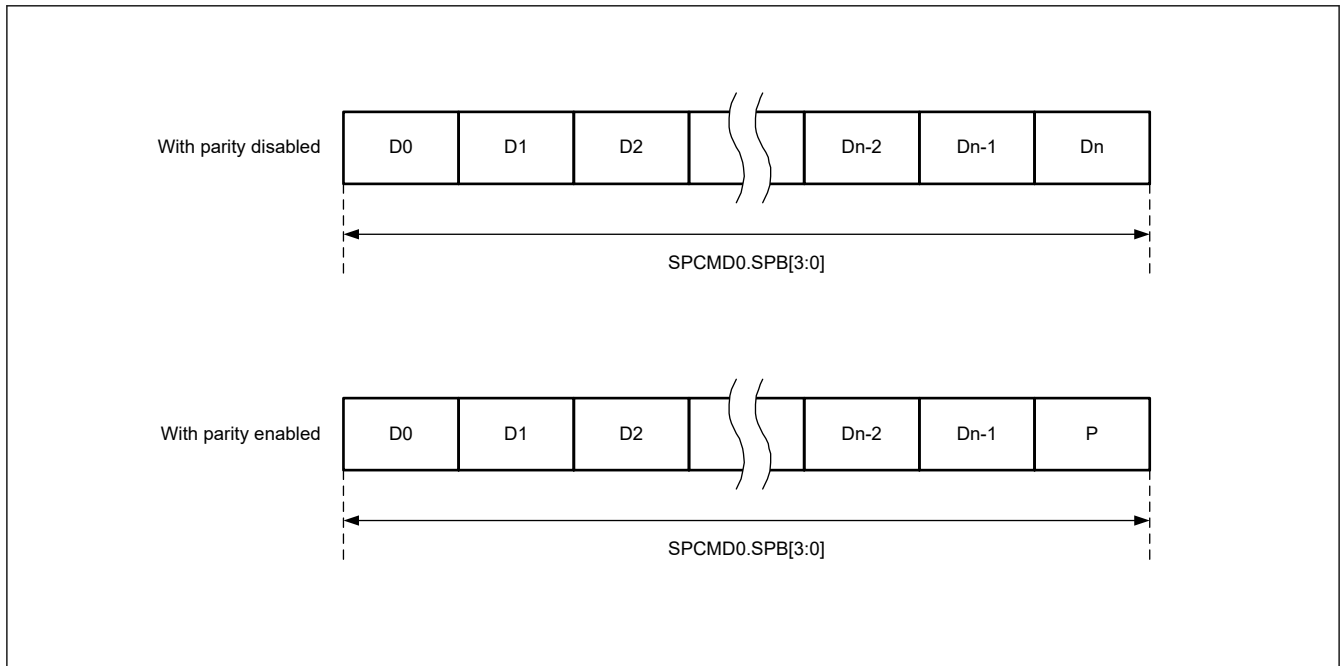 With parity disabled D0 D1 D2 Dn-2 Dn-1 Dn
SPCMD0.SPB[3:0]
With parity enabled D0 D1 D2 Dn-2 Dn-1 P
SPCMD0.SPB[3:0]